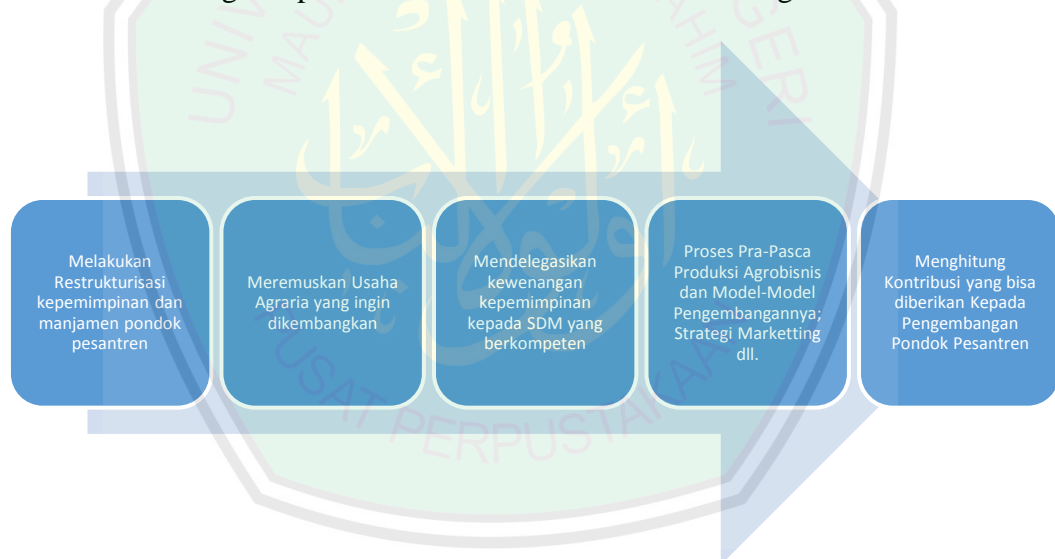 Melakukan
Restrukturisasi
kepemimpinan dan
manjamen pondok
pesantren
Meremuskan Usaha
Agraria yang ingin
dikembangkan
Mendelegasikan
kewenangan
kepemimpinan
kepada SDM yang
berkompeten
Proses Pra-Pasca
Produksi Agrobisnis
dan Model-Model
Pengembangannya;
Strategi Marketting
dll.
Menghitung
Kontribusi yang bisa
diberikan Kepada
Pengembangan
Pondok Pesantren
PUSAT PERPUSTAKAAN